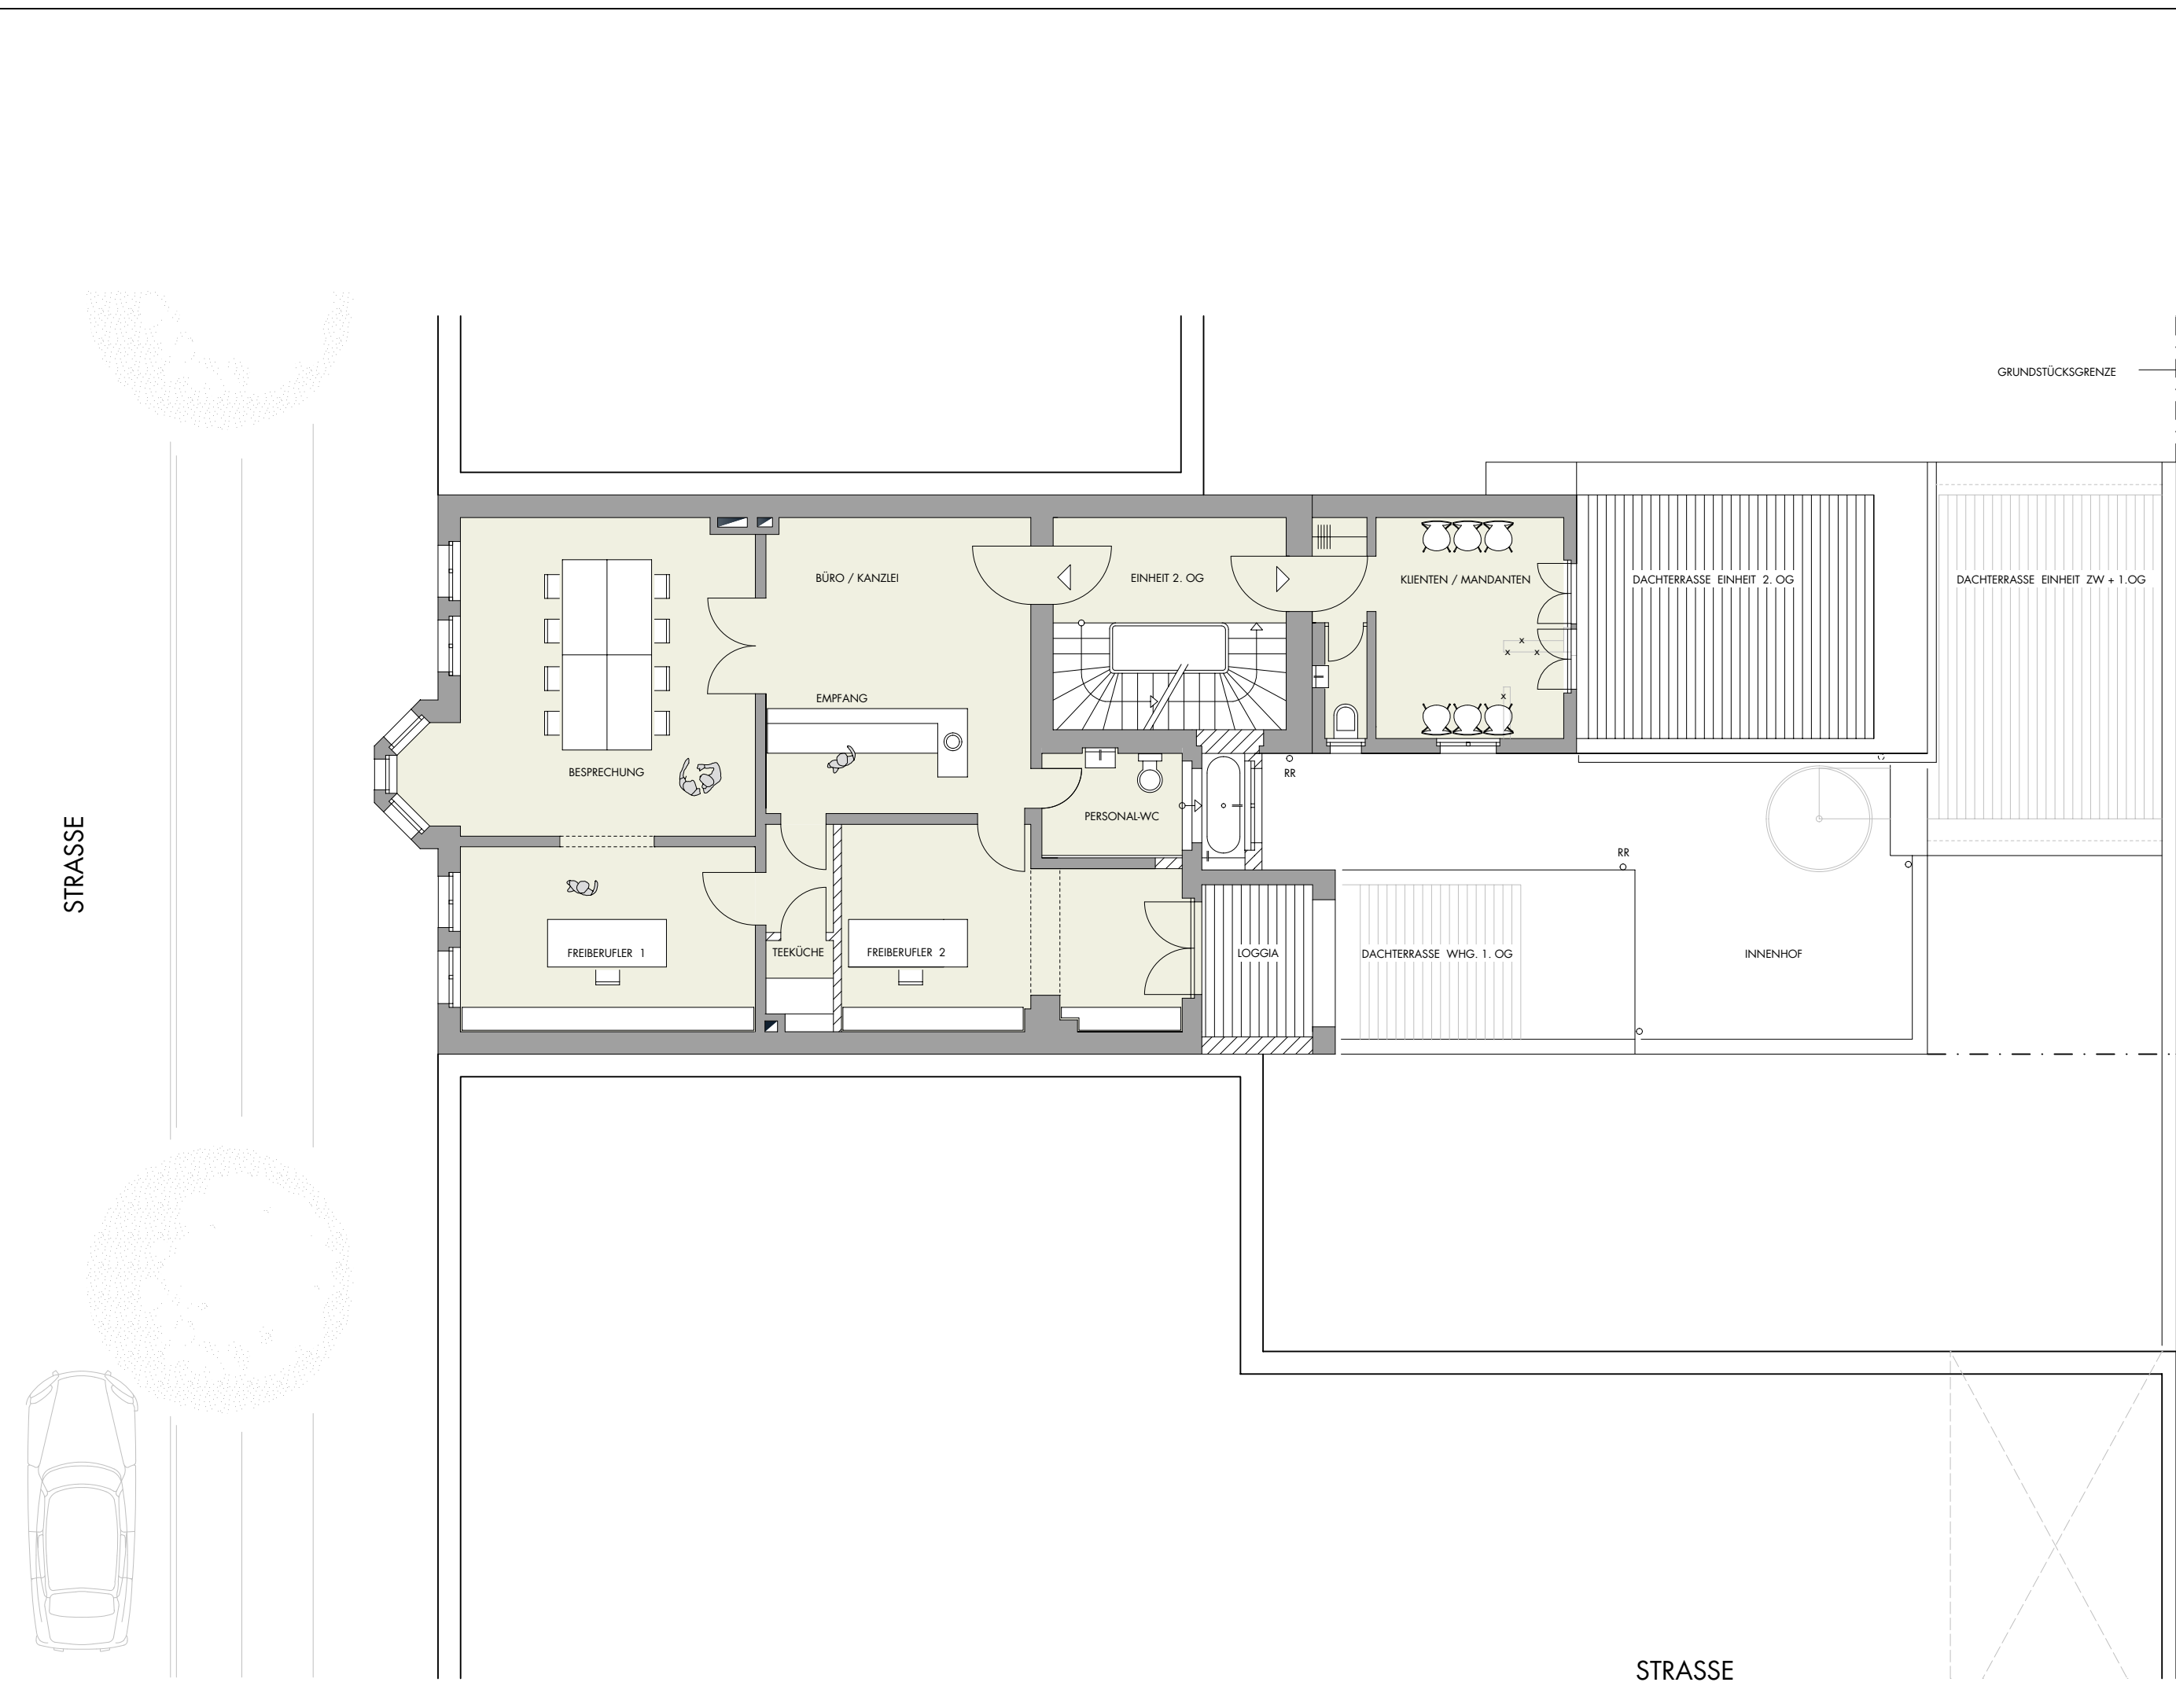 GRUNDSTÜCKSGRENZE
BÜRO / KANZLEI
EINHEIT 2. OG
KLIENTEN / MANDANTEN
DACHTERRASSE EINHEIT 2. OG
DACHTERRASSE EINHEIT ZW + 1.OG
x
x
x
x
EMPFANG
BESPRECHUNG
RR
PERSONAL-WC
STRASSE
RR
FREIBERUFLER 1
TEEKÜCHE
FREIBERUFLER 2
LOGGIA
DACHTERRASSE WHG. 1. OG
INNENHOF
STRASSE